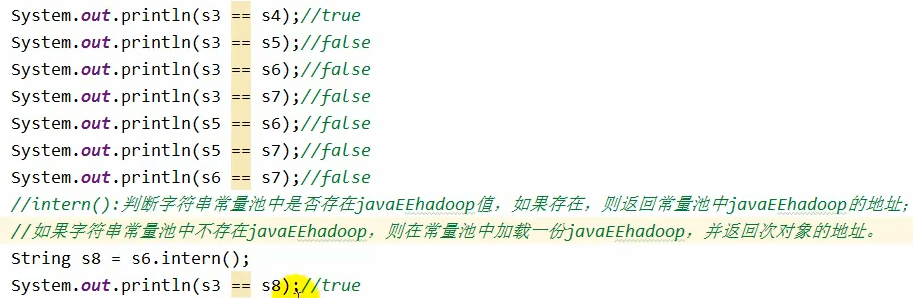 System.out.println(s3 == s4);//true
System.out.println(s3 == s5);//false
System.out.println(s3 == s6);//false
System.out.println(s3 == s7);//false
System.out.println(s5 == s6);//false
System.out.println(s5 == s7);//false
System.out.println(s6 == s7);//false
//intern():判断字符串常量池中是否存在javaEEhadoop值，如果存在，则返回常量池中javaEEhadoop的地址；
//如果字符串常量池中不存在javaEEhadoop，则在常量池中加载一份javaEEhadoop，并返回次对象的地址。
String s8 = s6.intern();
System.out.println(s3 == s8);//true